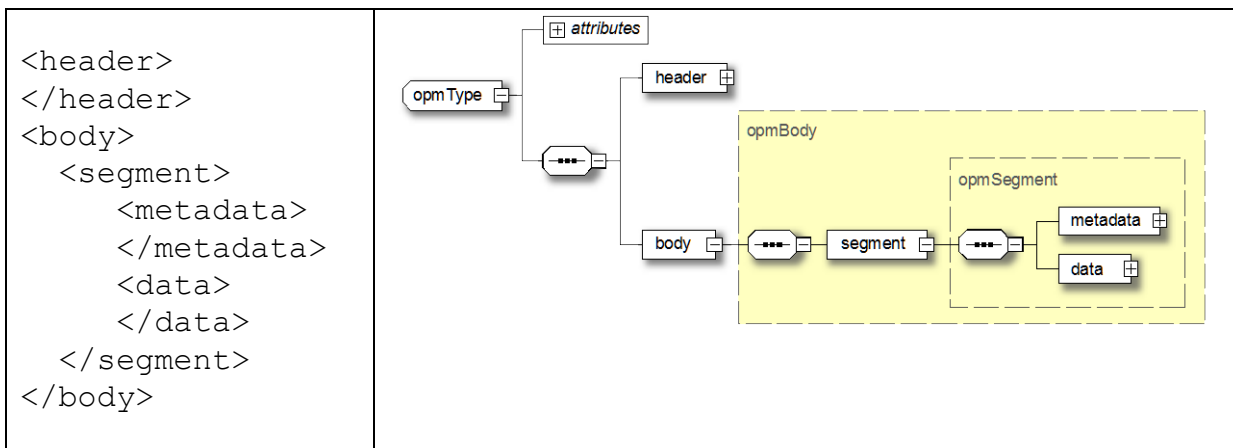 <header>
</header>
<body>
<segment>
<metadata>
</metadata>
<data>
</data>
</segment>
</body>
attributes
opmType
header
opmBody
opmSegment
metadata
body
segment
data